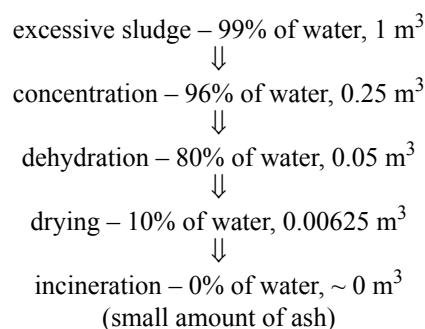 excessive sludge – 99% of water, 1 m³
⇓
concentration – 96% of water, 0.25 m³
⇓
dehydration – 80% of water, 0.05 m³
⇓
drying – 10% of water, 0.00625 m³
⇓
incineration – 0% of water, ~ 0 m³
(small amount of ash)